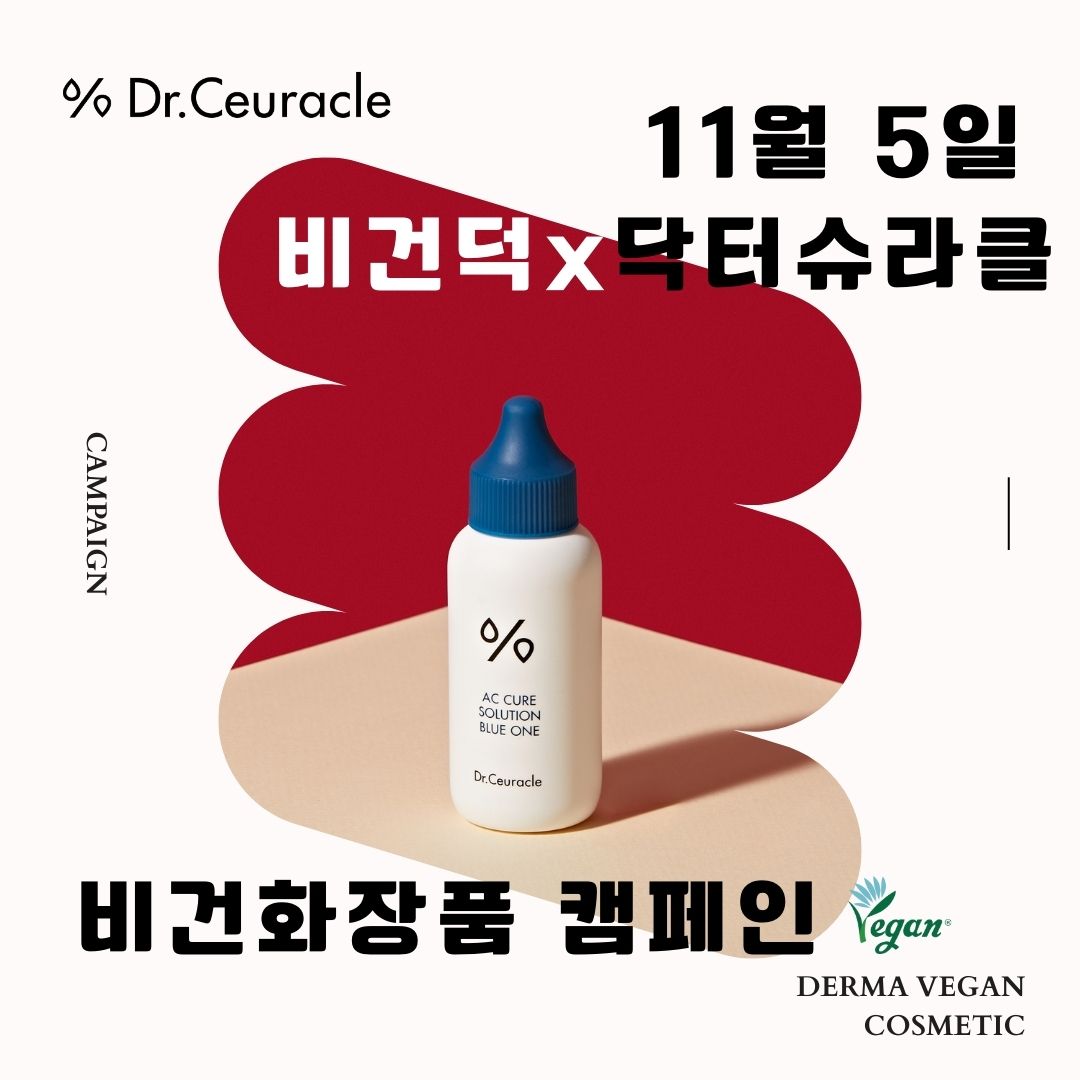 % Dr.Ceuracle
11월 5일
비건덕x닥터슈라클
CAMPAIGN
%
AC CURE
SOLUTION
BLUE ONE
Dr.Ceuracle
비건화장품 캠페인
Vegan®
DERMA VEGAN
COSMETIC